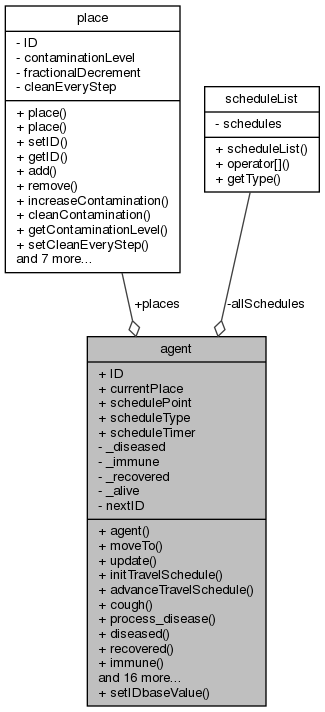 place
- ID
- contaminationLevel
- fractionalDecrement
- cleanEveryStep
+ place()
+ place()
+ setID()
+ getID()
+ add()
+ remove()
+ increaseContamination()
+ cleanContamination()
+ getContaminationLevel()
+ setCleanEveryStep()
and 7 more...
scheduleList
- schedules
+ scheduleList()
+ operator[]()
+ getType()
+places
-allSchedules
agent
+ ID
+ currentPlace
+ schedulePoint
+ scheduleType
+ scheduleTimer
- _diseased
- _immune
- _recovered
- _alive
- nextID
+ agent()
+ moveTo()
+ update()
+ initTravelSchedule()
+ advanceTravelSchedule()
+ cough()
+ process_disease()
+ diseased()
+ recovered()
+ immune()
and 16 more...
+ setIDbaseValue()